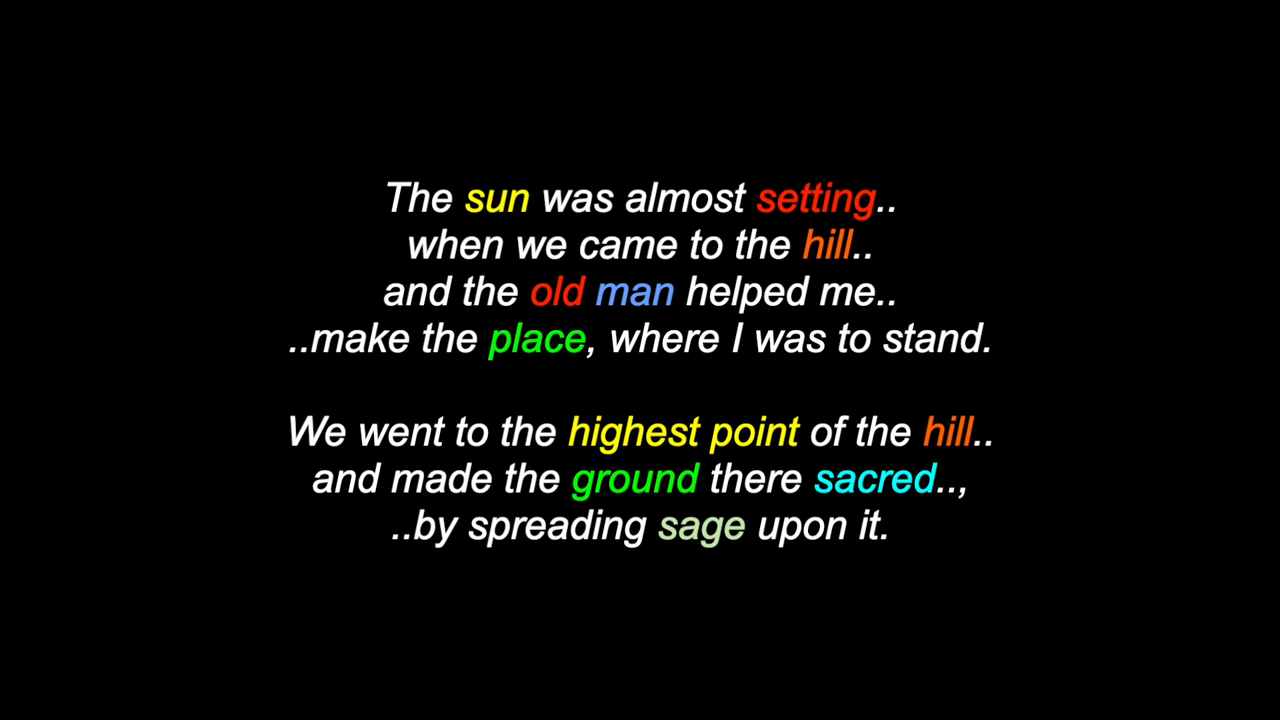 The sun was almost setting..
when we came to the hill..
and the old man helped me..
..make the place, where I was to stand.
We went to the highest point of the hill..
and made the ground there sacred..,
..by spreading sage upon it.